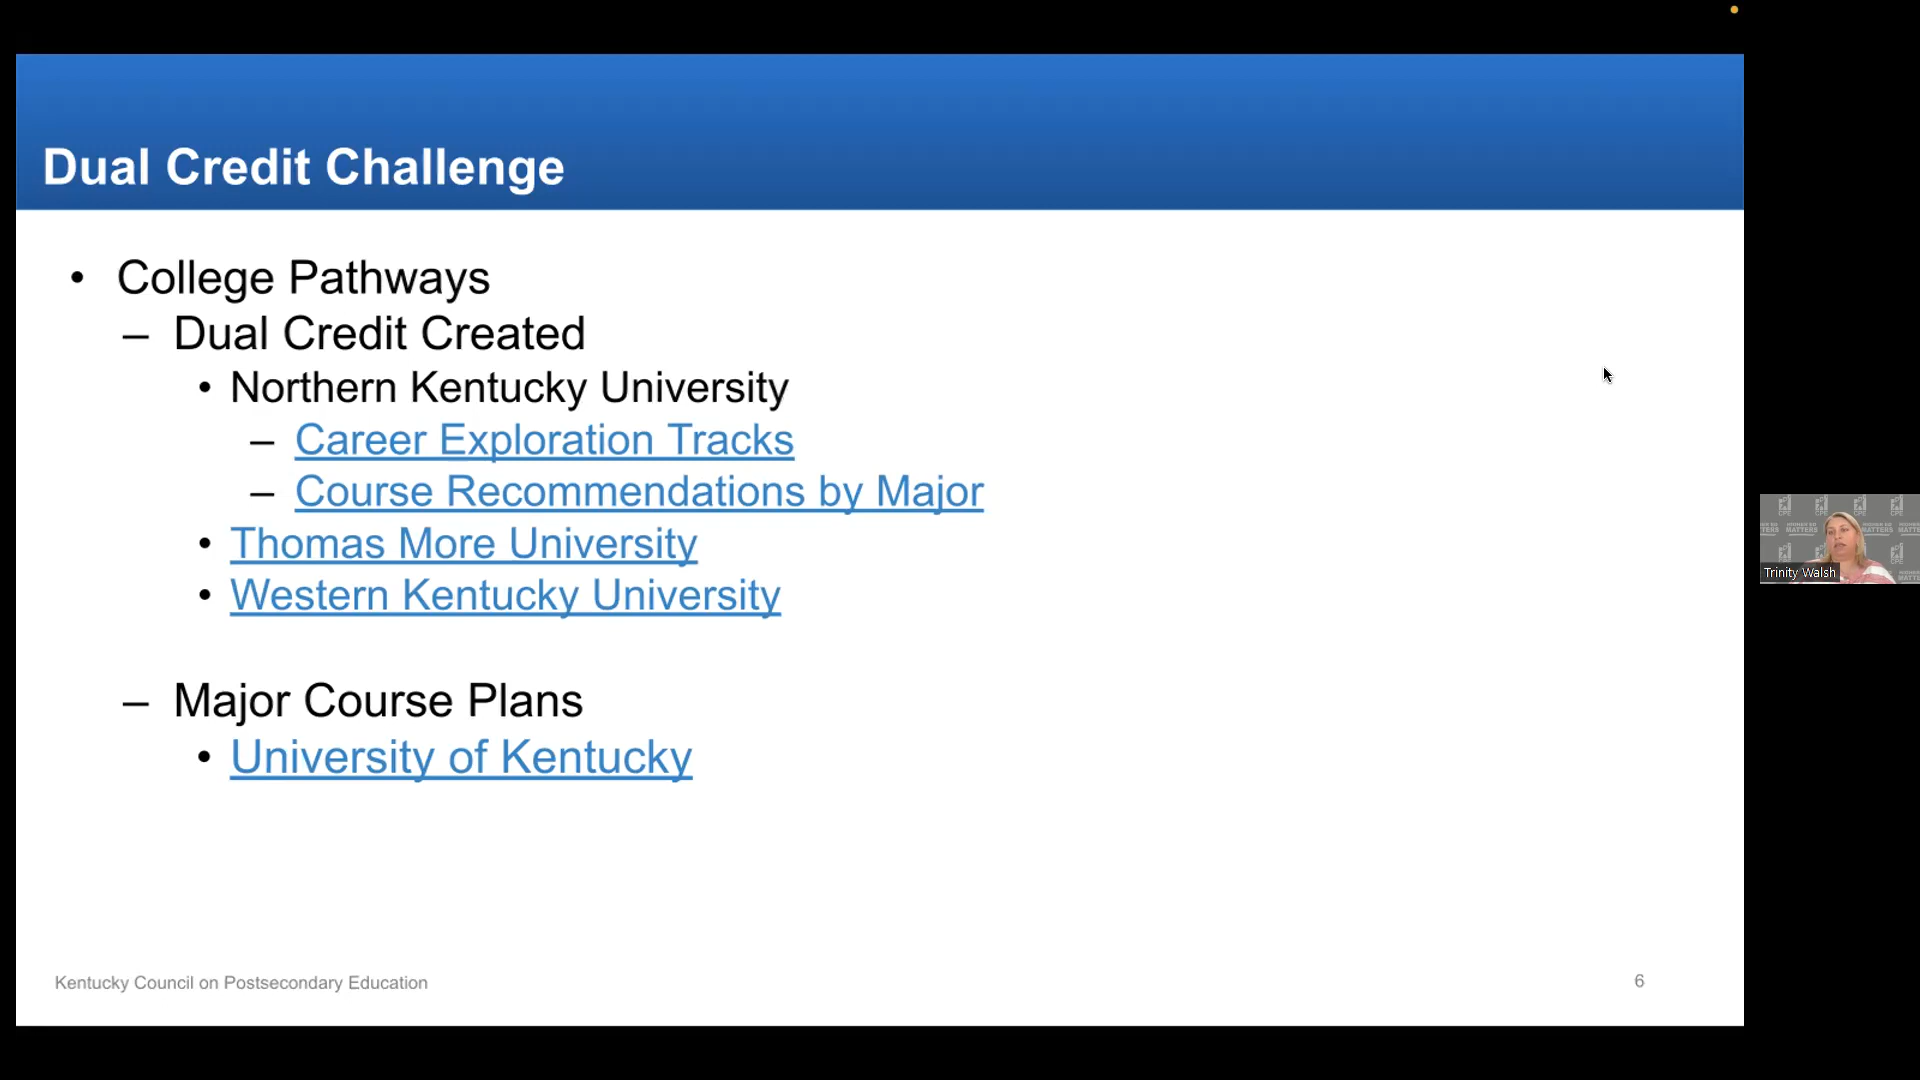 Dual Credit Challenge
• College Pathways
– Dual Credit Created
• Northern Kentucky University
– Career Exploration Tracks
– Course Recommendations by Major
• Thomas More University
• Western Kentucky University
– Major Course Plans
• University of Kentucky
Kentucky Council on Postsecondary Education
6
Trinity Walsh